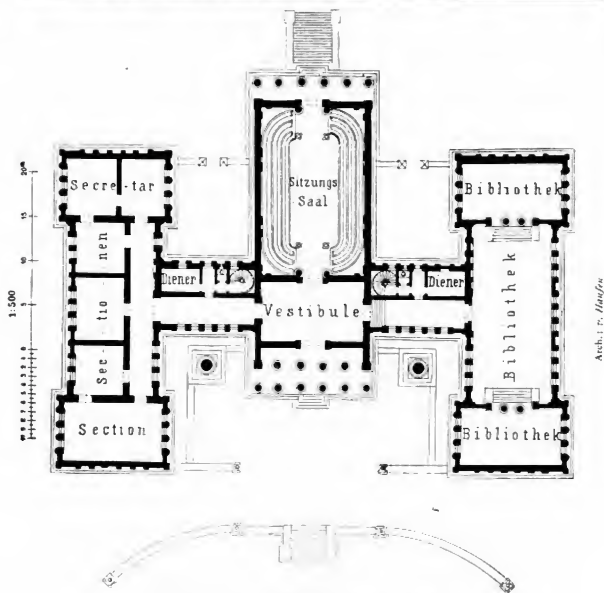 Secre-tar
Sitzungs
Saal
Bibliothek
Sec-tio-nen
Diener
Vestibule
Diener
Bibliothek
Section
Bibliothek
20m
15
10
5
1:500
Arch.: v. Hansen